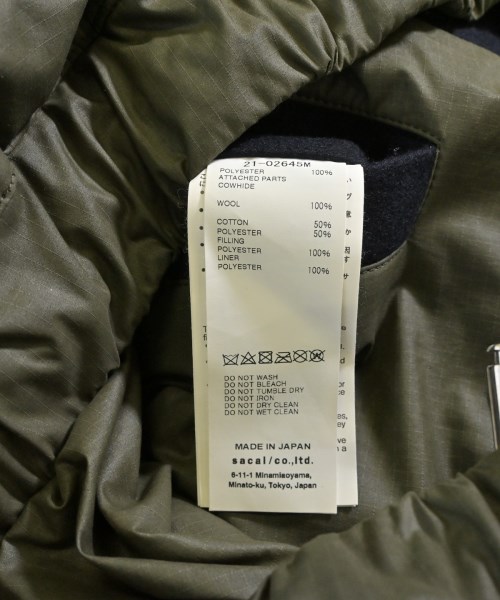 21-02645M
POLYESTER 100%
ATTACHED PARTS
COWHIDE
WOOL 100%
COTTON 50%
POLYESTER 50%
FILLING
POLYESTER 100%
LINER
POLYESTER 100%
DO NOT WASH
DO NOT BLEACH
DO NOT TUMBLE DRY
DO NOT IRON
DO NOT DRY CLEAN
DO NOT WET CLEAN
MADE IN JAPAN
sacai/co.,ltd.
6-11-1 Minamiaoyama,
Minato-ku, Tokyo, Japan